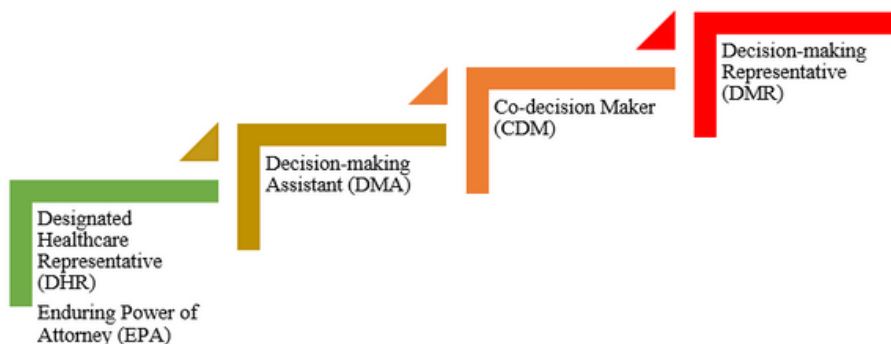 Designated
Healthcare
Representative
(DHR)
Enduring Power of
Attorney (EPA)
Decision-making
Assistant (DMA)
Co-decision Maker
(CDM)
Decision-making
Representative
(DMR)